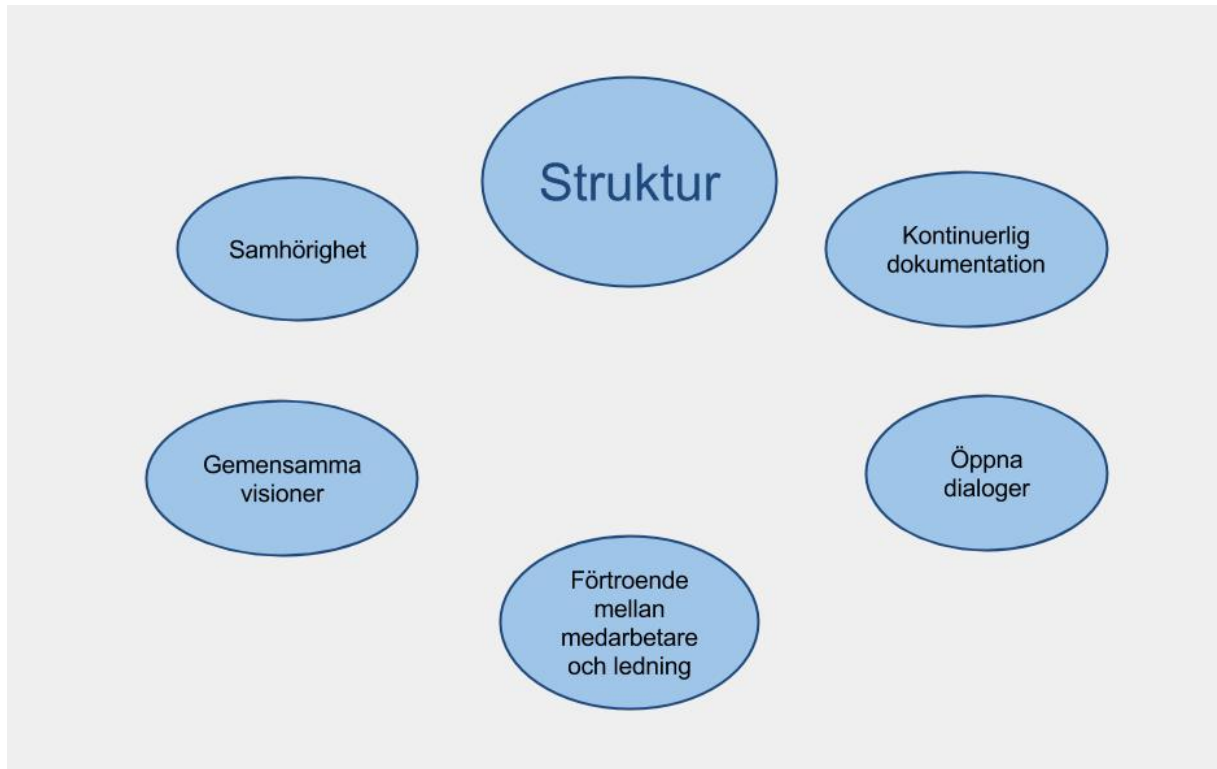 Struktur
Samhörighet
Kontinuerlig
dokumentation
Gemensamma
visioner
Öppna
dialoger
Förtroende
mellan
medarbetare
och ledning